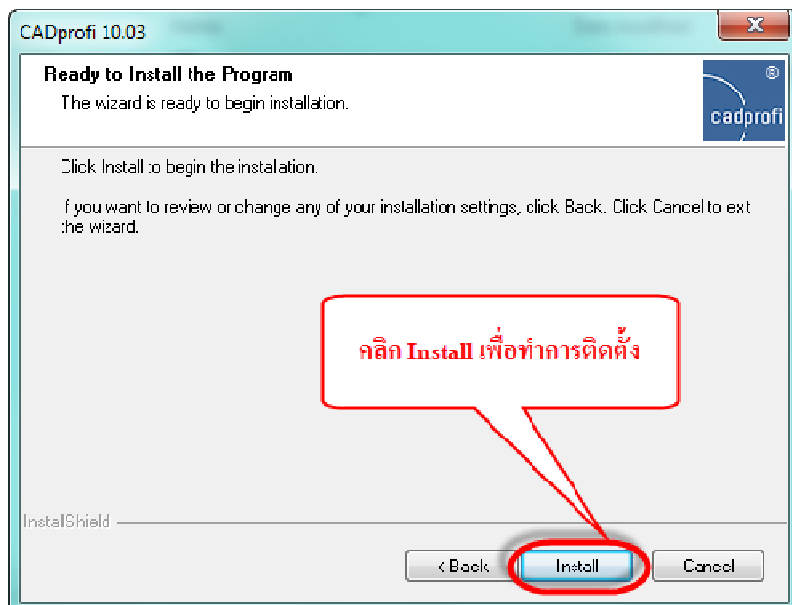 CADprofi 10.03
Ready to Install the Program
The wizard is ready to begin installation.
®
cadprofi
Click Install to begin the installation.
If you want to review or change any of your installation settings, click Back. Click Cancel to exit
the wizard.
คลิก Install เพื่อทำการติดตั้ง
InstallShield
< Back
Install
Cancel